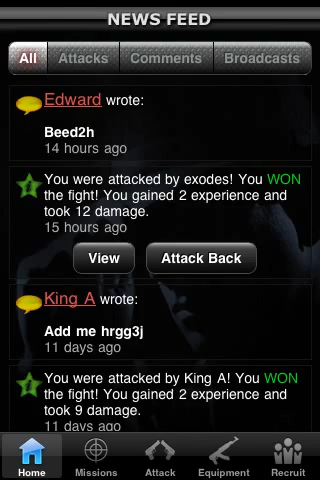 NEWS FEED
All Attacks Comments Broadcasts
Edward wrote:
Beed2h
14 hours ago
You were attacked by exodes! You WON
the fight! You gained 2 experience and
took 12 damage.
15 hours ago
View Attack Back
King A wrote:
Add me hrgg3j
11 days ago
You were attacked by King A! You WON
the fight! You gained 2 experience and
took 9 damage.
11 days ago
Home Missions Attack Equipment Recruit